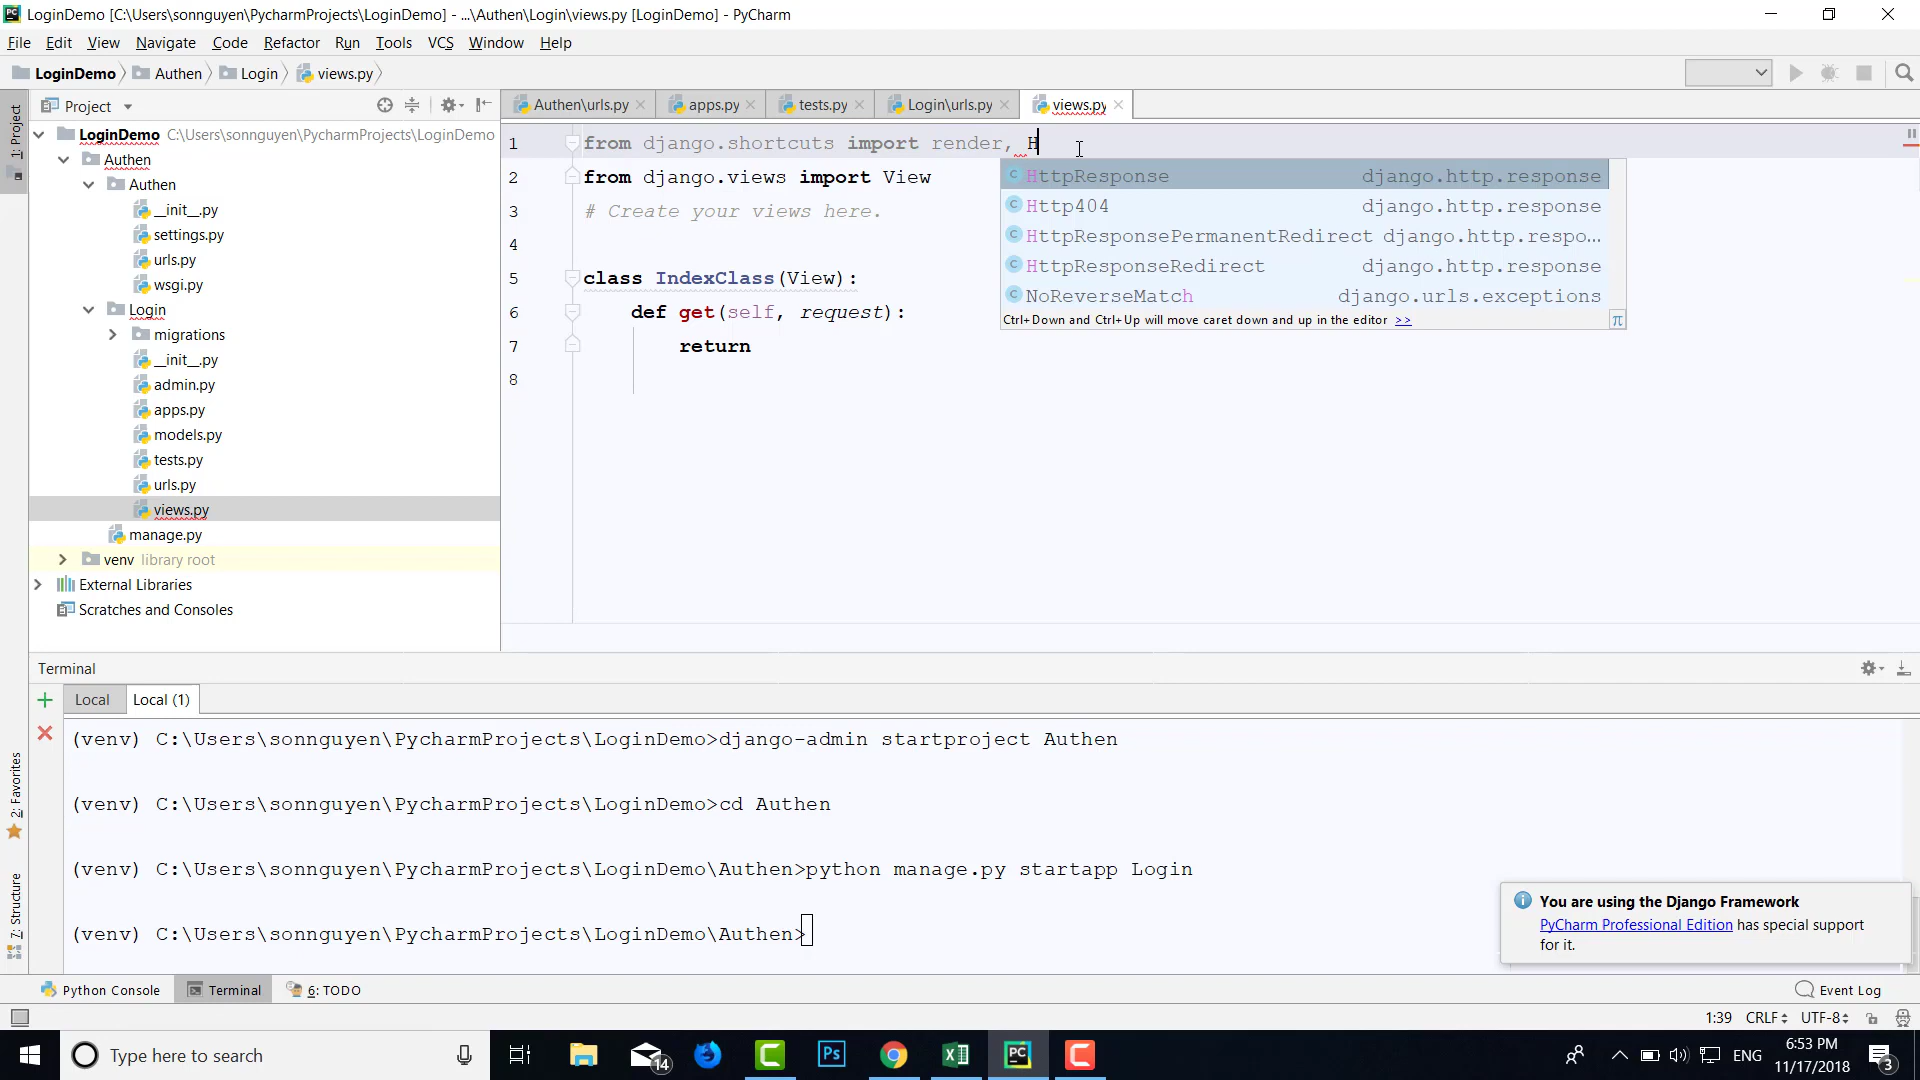 LoginDemo [C:\Users\sonnguyen\PycharmProjects\LoginDemo] - ...\Authen\Login\views.py [LoginDemo] - PyCharm
File Edit View Navigate Code Refactor Run Tools VCS Window Help
LoginDemo Authen Login views.py
1: Project
Project
Authen\urls.py apps.py tests.py Login\urls.py views.py
LoginDemo C:\Users\sonnguyen\PycharmProjects\LoginDemo
Authen
Authen
__init__.py
settings.py
urls.py
wsgi.py
Login
migrations
__init__.py
admin.py
apps.py
models.py
tests.py
urls.py
views.py
manage.py
venv library root
External Libraries
Scratches and Consoles
1 from django.shortcuts import render, H
2 from django.views import View
3 # Create your views here.
4
5 class IndexClass(View):
6 def get(self, request):
7 return
8
HttpResponse django.http.response
Http404 django.http.response
HttpResponsePermanentRedirect django.http.respo...
HttpResponseRedirect django.http.response
NoReverseMatch django.urls.exceptions
Ctrl+Down and Ctrl+Up will move caret down and up in the editor >> π
Terminal
Local Local (1)
(venv) C:\Users\sonnguyen\PycharmProjects\LoginDemo>django-admin startproject Authen
(venv) C:\Users\sonnguyen\PycharmProjects\LoginDemo>cd Authen
(venv) C:\Users\sonnguyen\PycharmProjects\LoginDemo\Authen>python manage.py startapp Login
(venv) C:\Users\sonnguyen\PycharmProjects\LoginDemo\Authen>
2: Favorites
7: Structure
You are using the Django Framework
PyCharm Professional Edition has special support
for it.
Python Console Terminal 6: TODO Event Log
1:39 CRLF UTF-8
Type here to search
14
Ps
PC
ENG
6:53 PM
11/17/2018
3